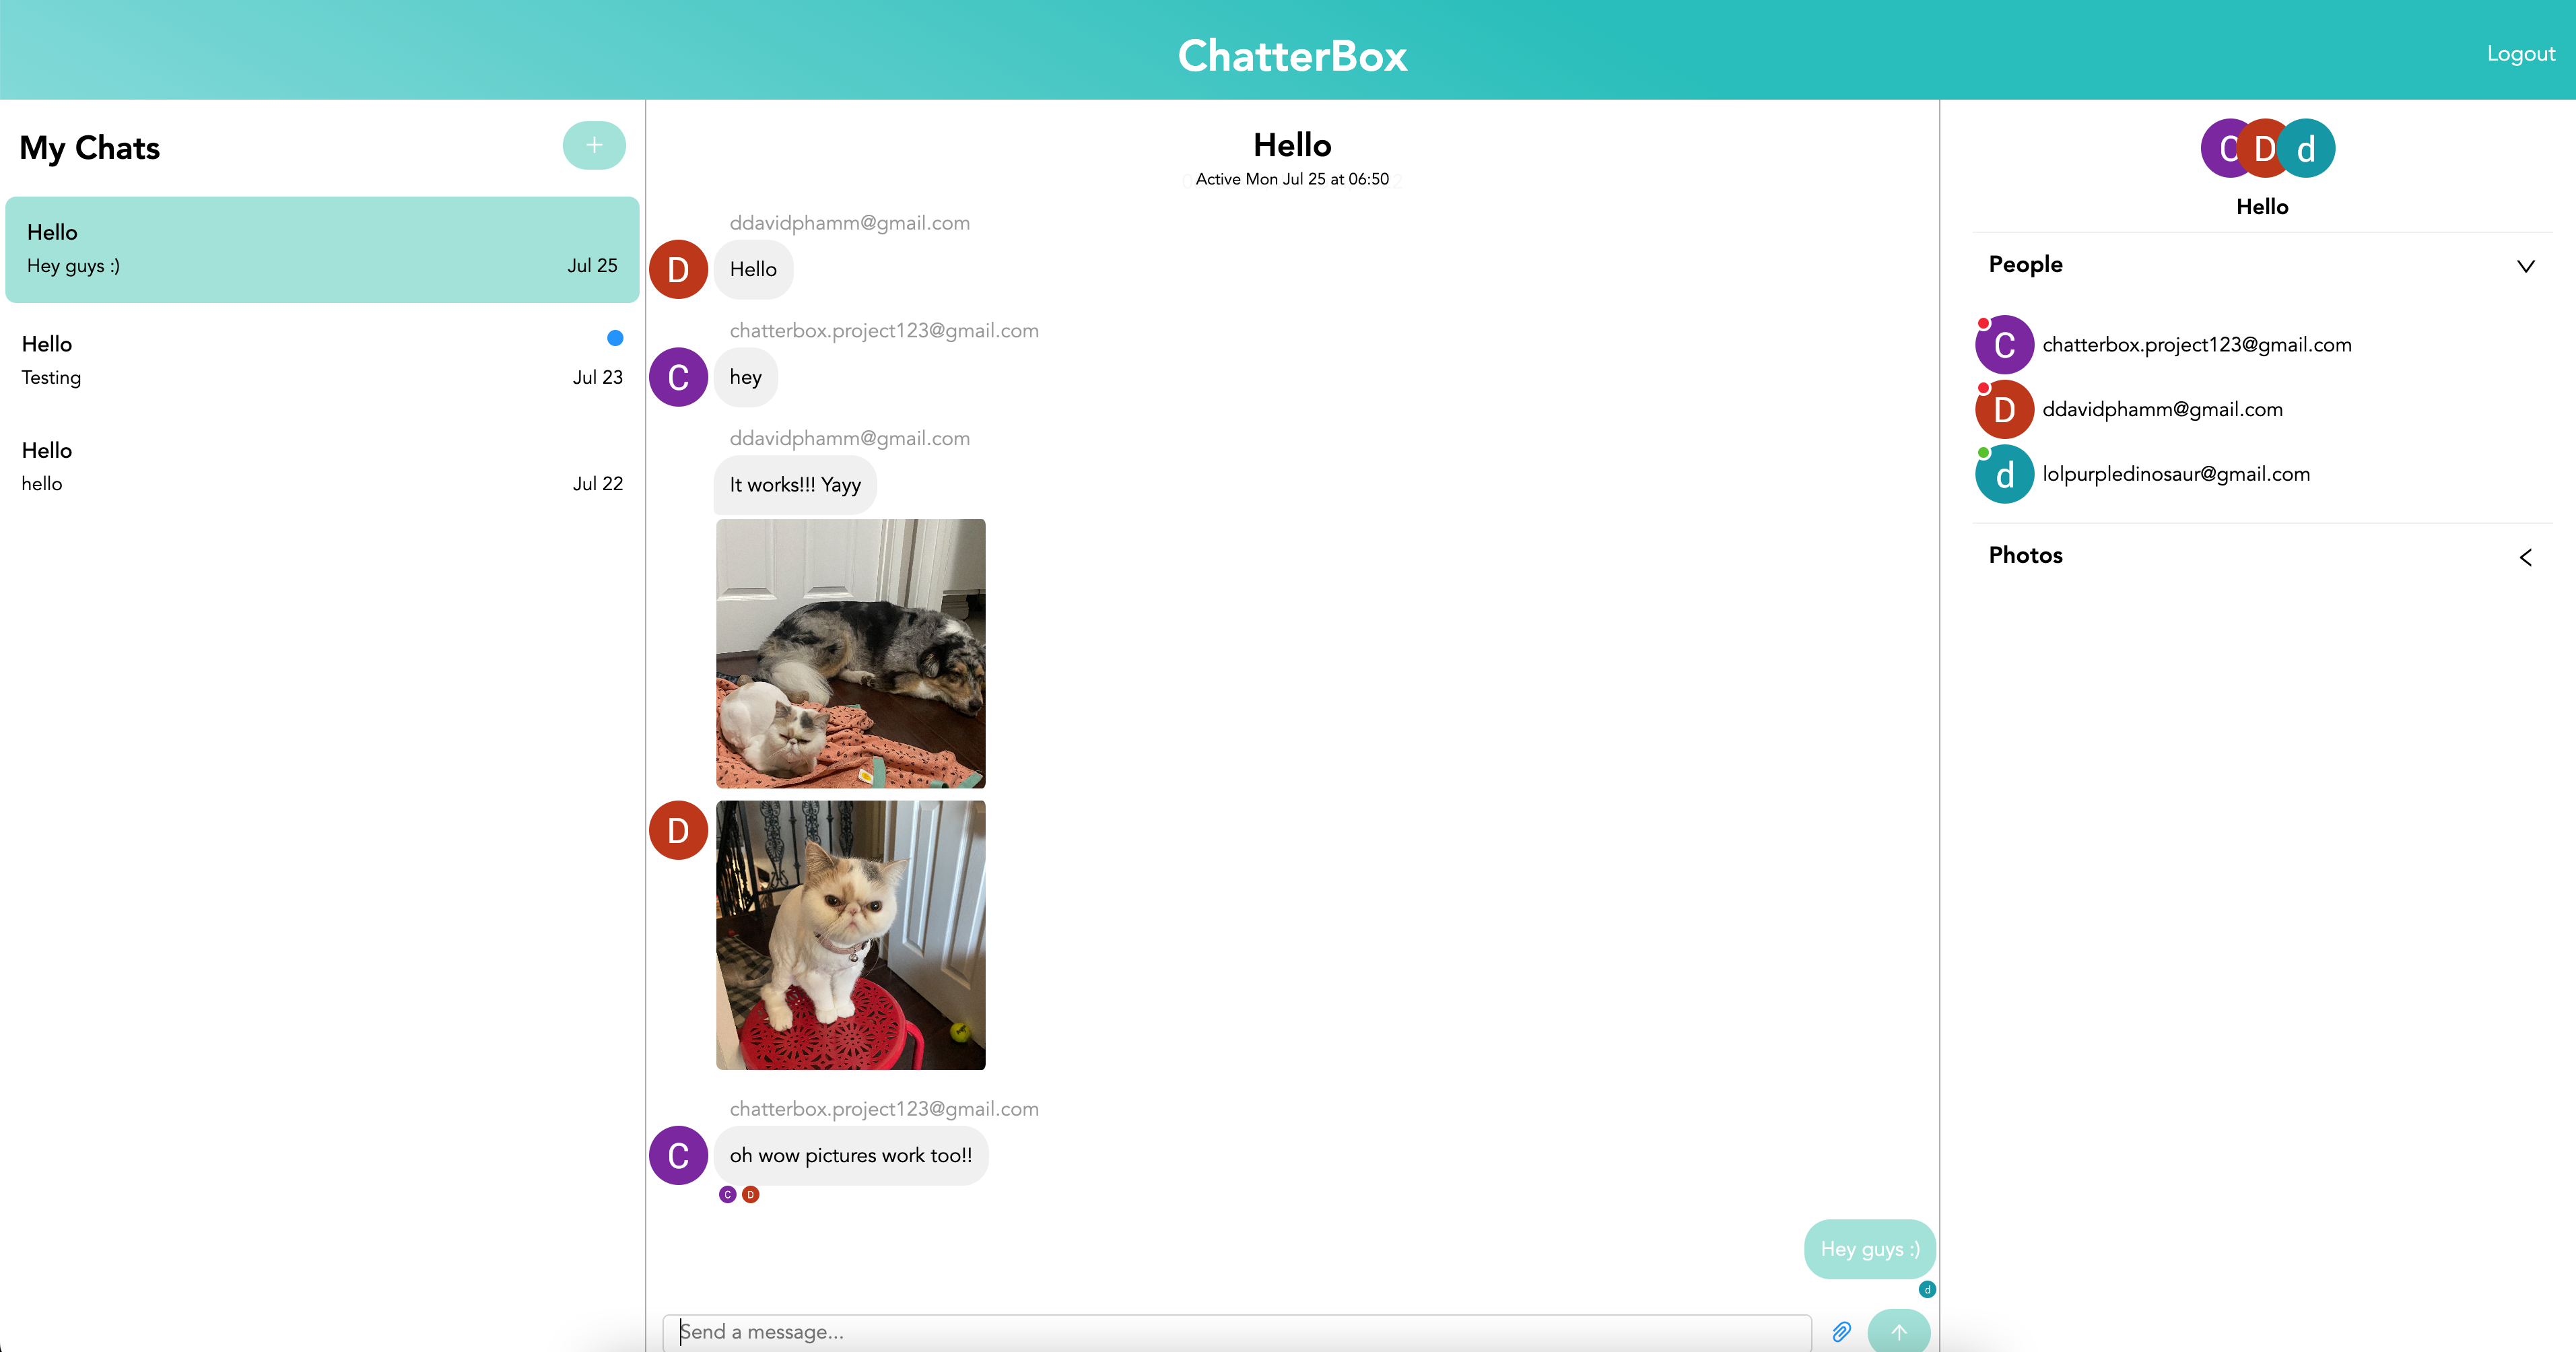 ChatterBox
Logout
My Chats
+
Hello
Hey guys :)
Jul 25
Hello
Testing
Jul 23
Hello
hello
Jul 22
Hello
Active Mon Jul 25 at 06:50
ddavidphamm@gmail.com
D
Hello
chatterbox.project123@gmail.com
C
hey
ddavidphamm@gmail.com
It works!!! Yayy
D
chatterbox.project123@gmail.com
C
oh wow pictures work too!!
C D
Hey guys :)
d
Send a message...
C D d
Hello
People
C
chatterbox.project123@gmail.com
D
ddavidphamm@gmail.com
d
lolpurpledinosaur@gmail.com
Photos